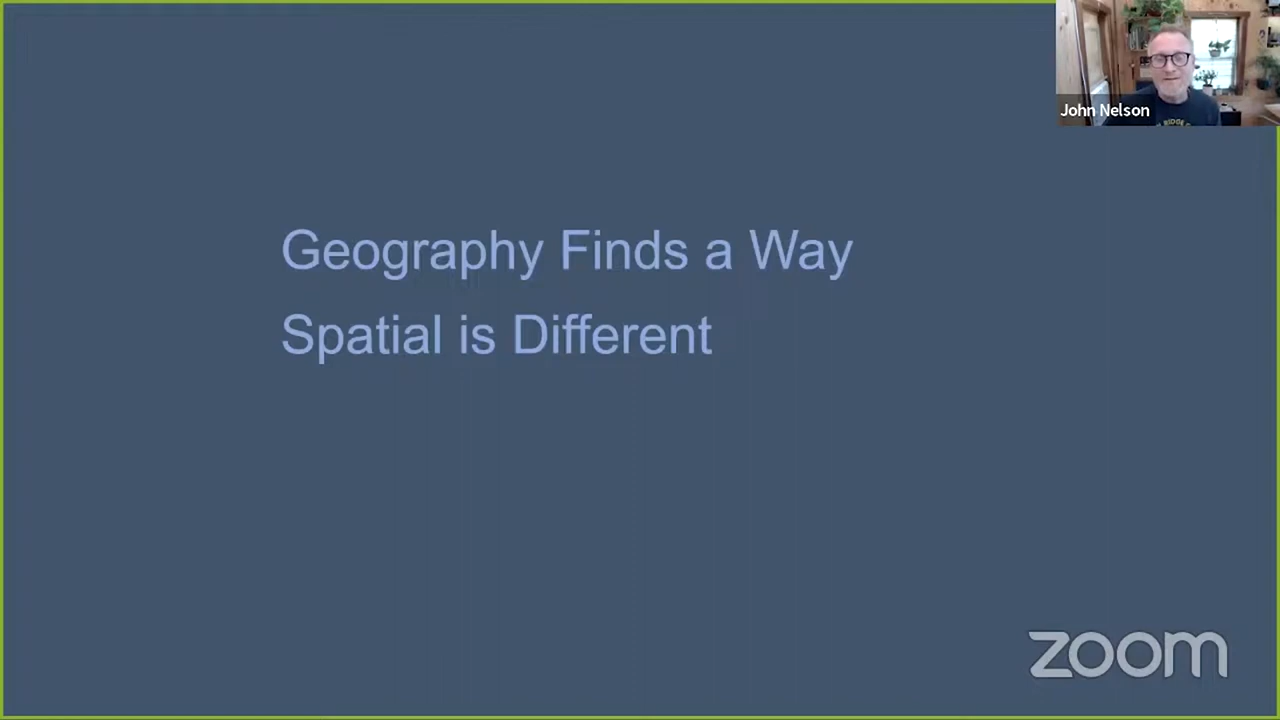 John Nelson
Geography Finds a Way
Spatial is Different
zoom